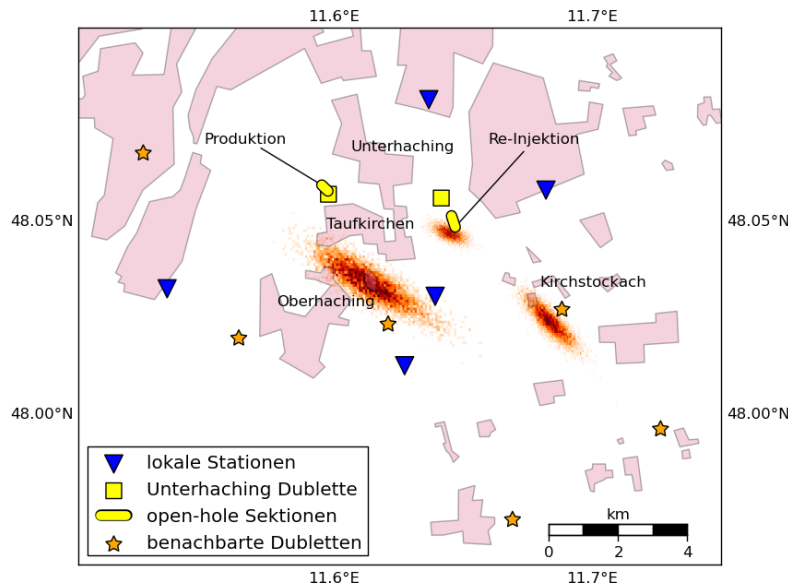 11.6°E
11.7°E
Produktion
Unterhaching
Re-Injektion
48.05°N
48.05°N
Taufkirchen
Kirchstockach
Oberhaching
48.00°N
48.00°N
lokale Stationen
Unterhaching Dublette
open-hole Sektionen
benachbarte Dubletten
km
0
2
4
11.6°E
11.7°E